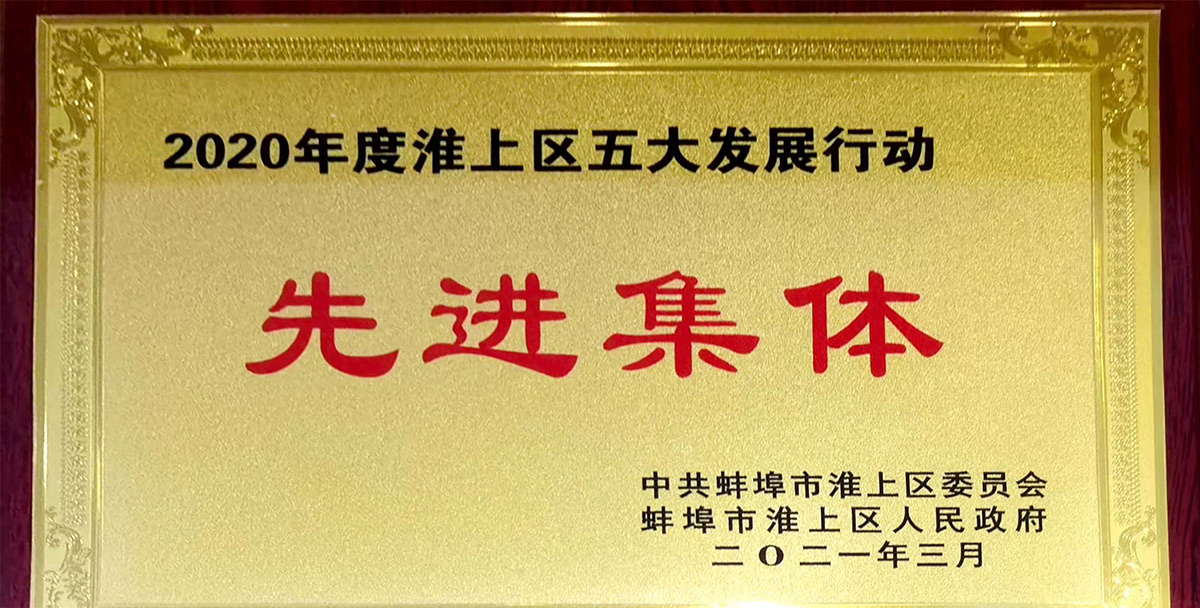 2020年度淮上区五大发展行动
先进集体
中共蚌埠市淮上区委员会
蚌埠市淮上区人民政府
二〇二一年三月